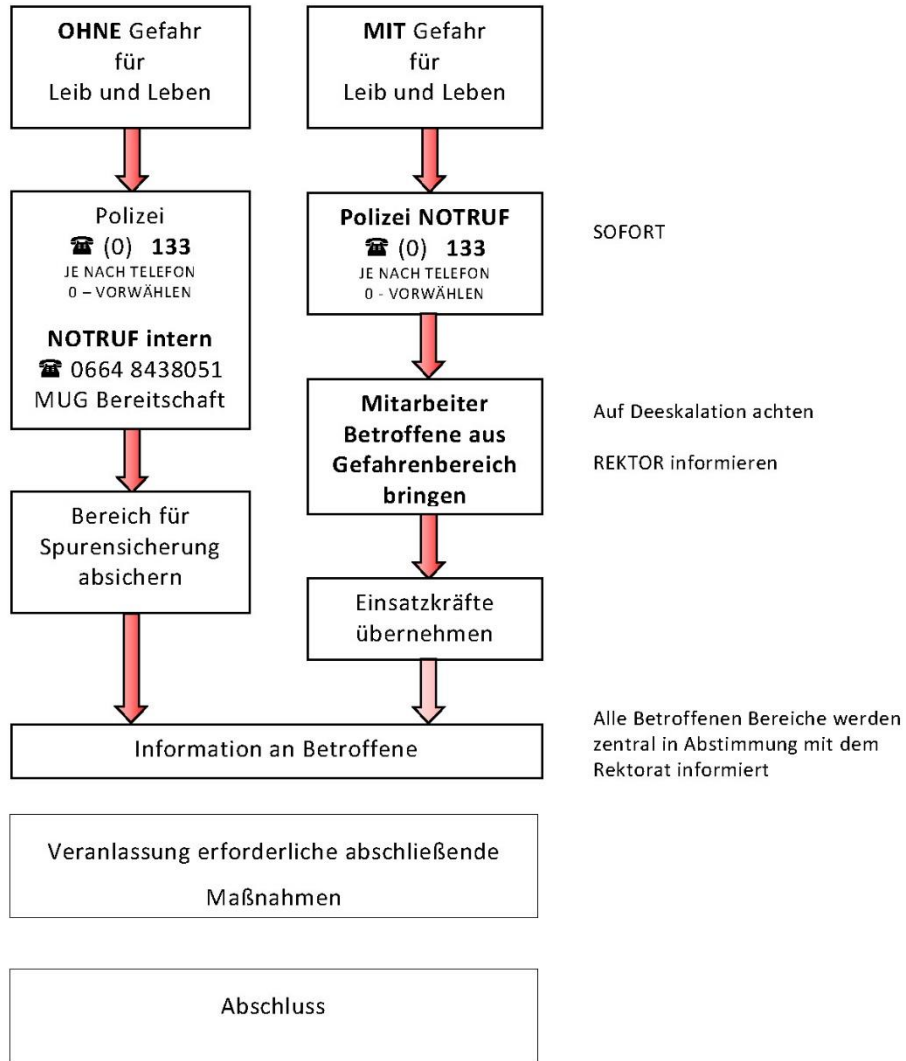 OHNE Gefahr
für
Leib und Leben
MIT Gefahr
für
Leib und Leben
Polizei
☎ (0) 133
JE NACH TELEFON
0 – VORWÄHLEN
NOTRUF intern
☎ 0664 8438051
MUG Bereitschaft
Polizei NOTRUF
☎ (0) 133
JE NACH TELEFON
0 - VORWÄHLEN
SOFORT
Mitarbeiter
Betroffene aus
Gefahrenbereich
bringen
Auf Deeskalation achten
REKTOR informieren
Bereich für
Spurensicherung
absichern
Einsatzkräfte
übernehmen
Information an Betroffene
Alle Betroffenen Bereiche werden
zentral in Abstimmung mit dem
Rektorat informiert
Veranlassung erforderliche abschließende
Maßnahmen
Abschluss